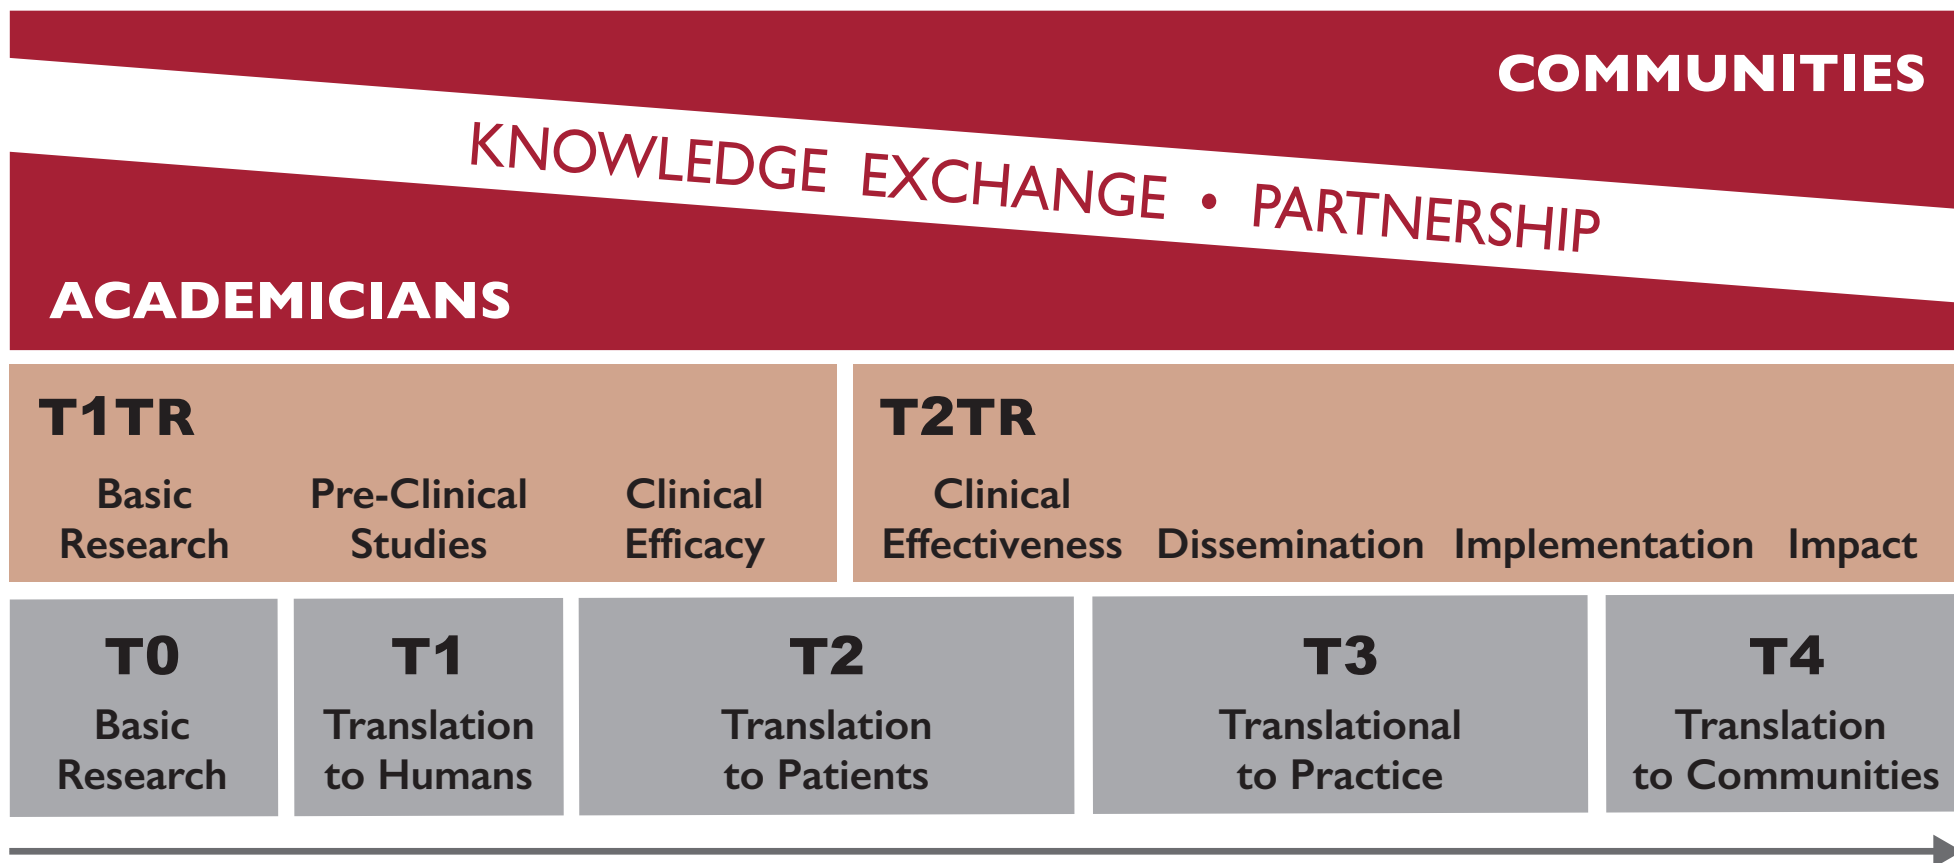 COMMUNITIES
KNOWLEDGE EXCHANGE • PARTNERSHIP
ACADEMICIANS
T1TR
Basic
Research
Pre-Clinical
Studies
Clinical
Efficacy
T2TR
Clinical
Effectiveness
Dissemination
Implementation
Impact
T0
Basic
Research
T1
Translation
to Humans
T2
Translation
to Patients
T3
Translational
to Practice
T4
Translation
to Communities